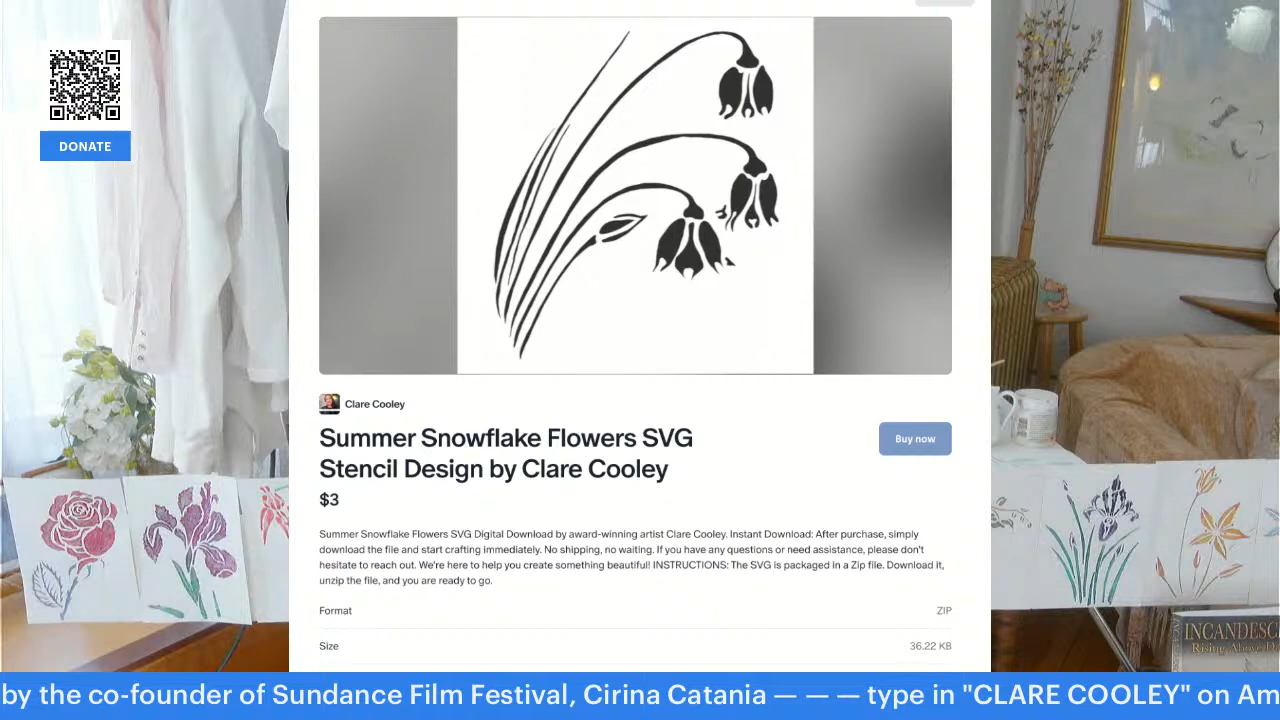 DONATE
Clare Cooley
Summer Snowflake Flowers SVG
Stencil Design by Clare Cooley
Buy now
$3
Summer Snowflake Flowers SVG Digital Download by award-winning artist Clare Cooley. Instant Download: After purchase, simply
download the file and start crafting immediately. No shipping, no waiting. If you have any questions or need assistance, please don't
hesitate to reach out. We're here to help you create something beautiful! INSTRUCTIONS: The SVG is packaged in a Zip file. Download it,
unzip the file, and you are ready to go.
Format ZIP
Size 36.22 KB
INCANDESC
Rising Above D
by the co-founder of Sundance Film Festival, Cirina Catania — — — type in "CLARE COOLEY" on Am